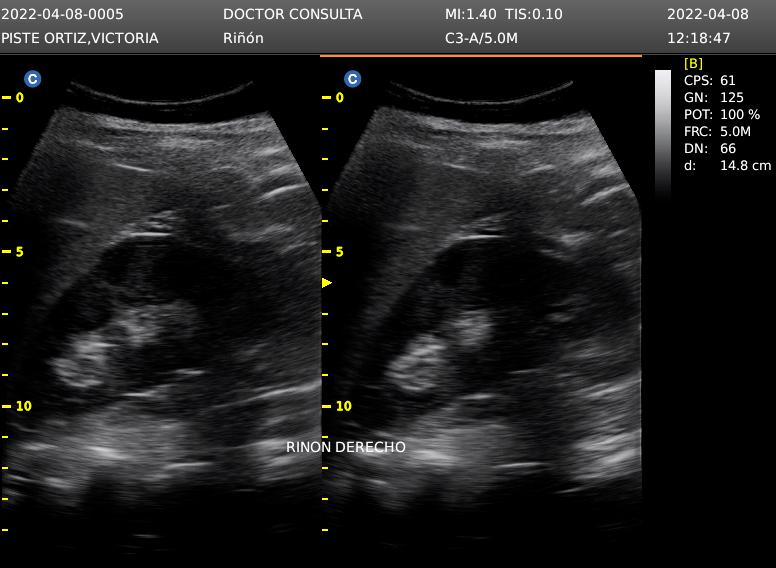 2022-04-08-0005 DOCTOR CONSULTA MI:1.40 TIS:0.10 2022-04-08
PISTE ORTIZ,VICTORIA Riñón C3-A/5.0M 12:18:47
[B]
C C
CPS: 61
0 0
GN: 125
POT: 100 %
FRC: 5.0M
DN: 66
d: 14.8 cm
5 5
10 10
RINON DERECHO